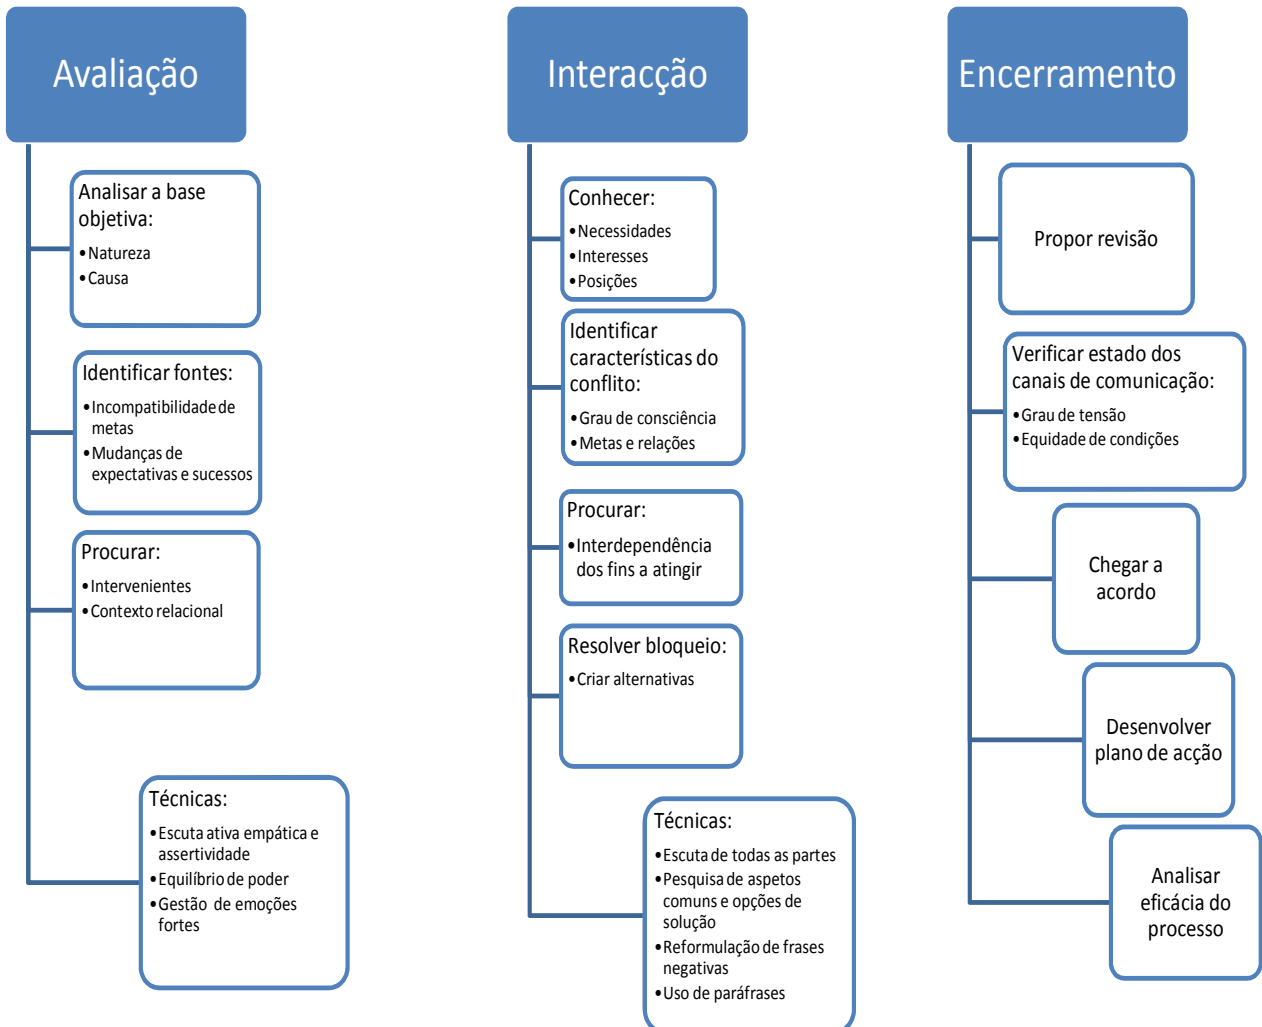 Avaliação
Analisar a base
objetiva:
•Natureza
•Causa
Identificar fontes:
•Incompatibilidade de
metas
•Mudanças de
expectativas e sucessos
Procurar:
•Intervenientes
•Contexto relacional
Técnicas:
•Escuta ativa empática e
assertividade
•Equilíbrio de poder
•Gestão de emoções
fortes
Interacção
Conhecer:
•Necessidades
•Interesses
•Posições
Identificar
características do
conflito:
•Grau de consciência
•Metas e relações
Procurar:
•Interdependência
dos fins a atingir
Resolver bloqueio:
•Criar alternativas
Técnicas:
•Escuta de todas as partes
•Pesquisa de aspetos
comuns e opções de
solução
•Reformulação de frases
negativas
•Uso de paráfrases
Encerramento
Propor revisão
Verificar estado dos
canais de comunicação:
•Grau de tensão
•Equidade de condições
Chegar a
acordo
Desenvolver
plano de acção
Analisar
eficácia do
processo